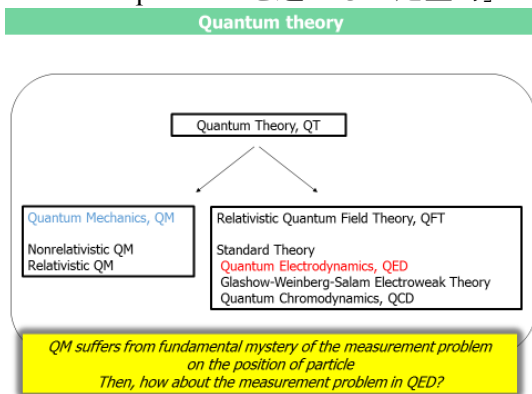 Quantum theory
Quantum Theory, QT
Quantum Mechanics, QM
Nonrelativistic QM
Relativistic QM
Relativistic Quantum Field Theory, QFT
Standard Theory
Quantum Electrodynamics, QED
Glashow-Weinberg-Salam Electroweak Theory
Quantum Chromodynamics, QCD
QM suffers from fundamental mystery of the measurement problem
on the position of particle
Then, how about the measurement problem in QED?